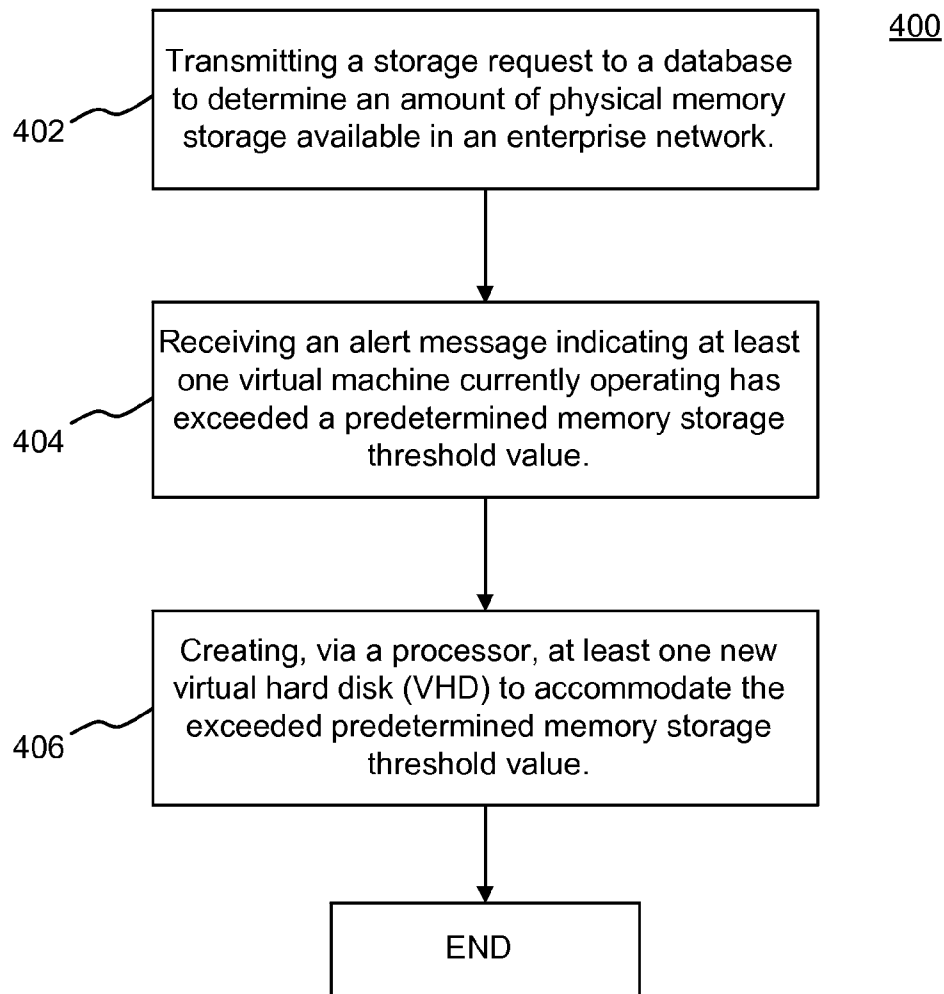 400
Transmitting a storage request to a database
to determine an amount of physical memory
storage available in an enterprise network.
402
Receiving an alert message indicating at least
one virtual machine currently operating has
exceeded a predetermined memory storage
threshold value.
404
Creating, via a processor, at least one new
virtual hard disk (VHD) to accommodate the
exceeded predetermined memory storage
threshold value.
406
END